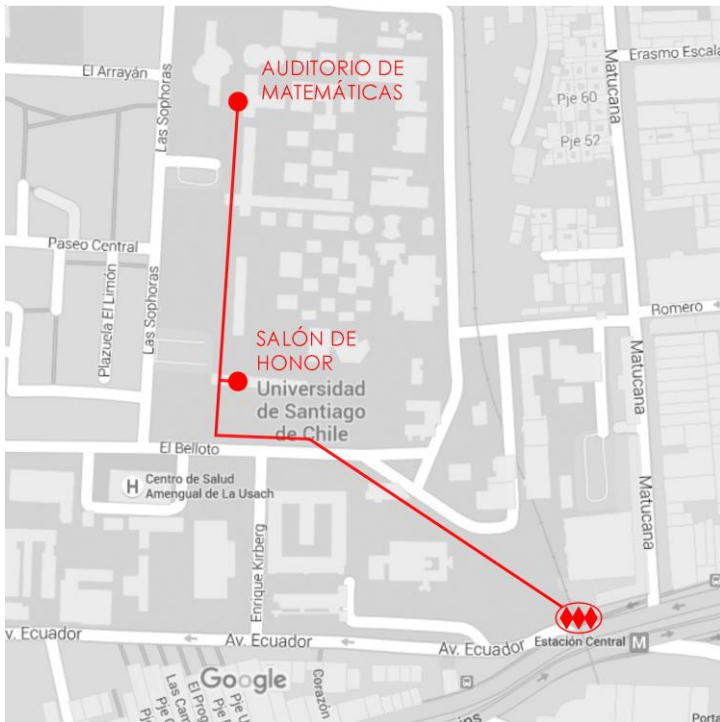 Erasmo Escala
El Arrayán
AUDITORIO DE
MATEMÁTICAS
Matucana
Las Sophoras
Pje 60
Pje 52
Paseo Central
Plazuela El Limón
Las Sophoras
Romero
SALÓN DE
HONOR
Matucana
Universidad
de Santiago
de Chile
El Belloto
H
Centro de Salud
Amengual de La Usach
Matucana
Enrique Kirberg
Av. Ecuador
Av. Ecuador
Av. Ecuador
Estación Central
M
Google
Corazón